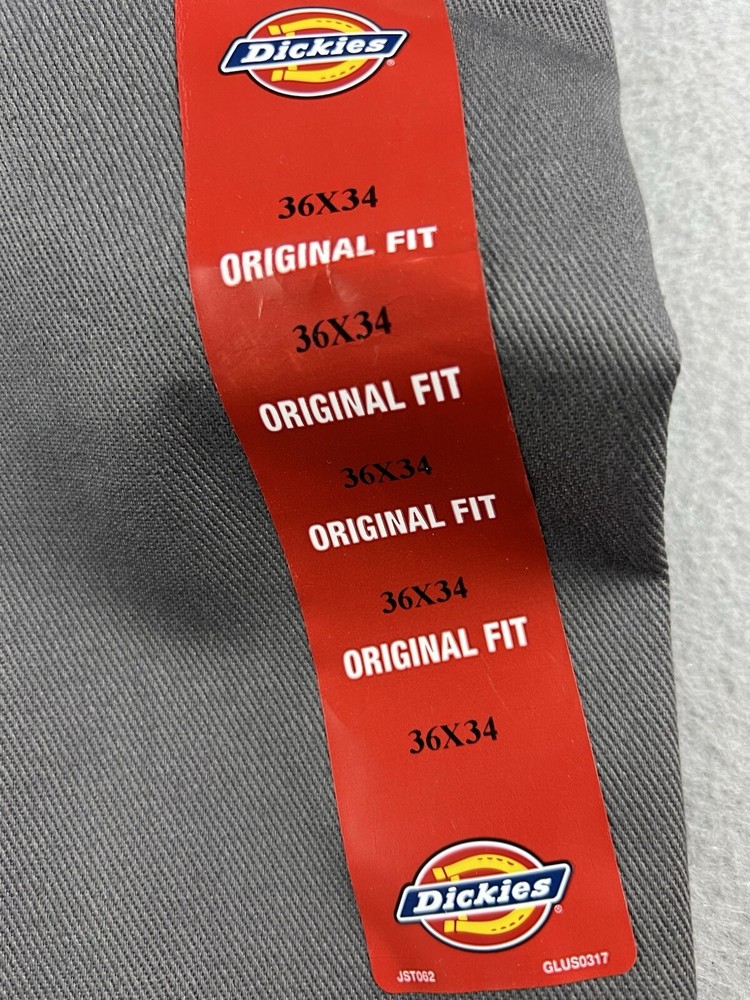 Dickies
36X34
ORIGINAL FIT
36X34
ORIGINAL FIT
36X34
ORIGINAL FIT
36X34
ORIGINAL FIT
36X34
Dickies
JST062 GLUS0317